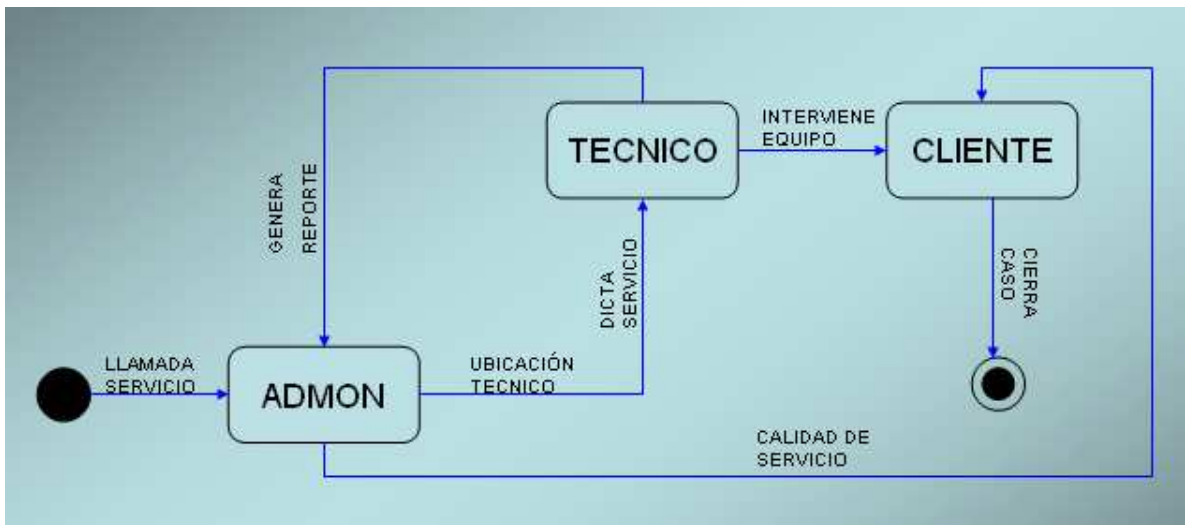 INTERVIENE
EQUIPO
TECNICO
CLIENTE
GENERA
REPORTE
DICTA
SERVICIO
CIERRA
CASO
LLAMADA
SERVICIO
ADMON
UBICACIÓN
TECNICO
CALIDAD DE
SERVICIO